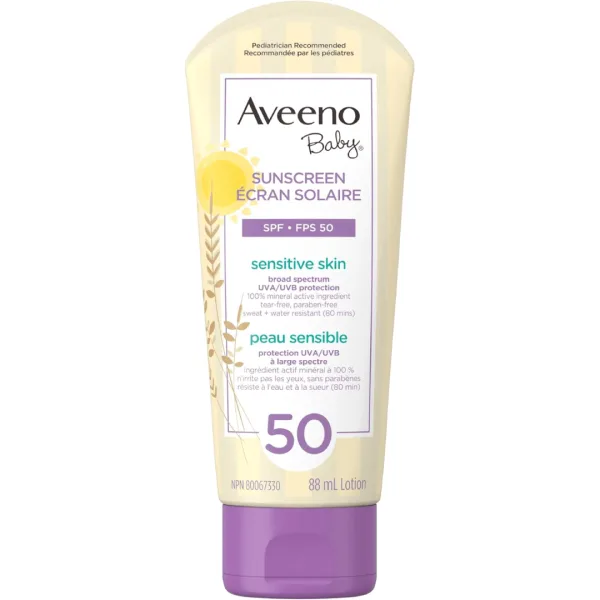 Pediatrician Recommended
Recommandée par les pédiatres
Aveeno
Baby®
SUNSCREEN
ÉCRAN SOLAIRE
SPF • FPS 50
sensitive skin
broad spectrum
UVA/UVB protection
100% mineral active ingredient
tear-free, paraben-free
sweat + water resistant (80 mins)
peau sensible
protection UVA/UVB
à large spectre
ingrédient actif minéral à 100 %
n'irrite pas les yeux, sans parabènes
résiste à l'eau et à la sueur (80 min)
50
NPN 80067330
88 mL Lotion